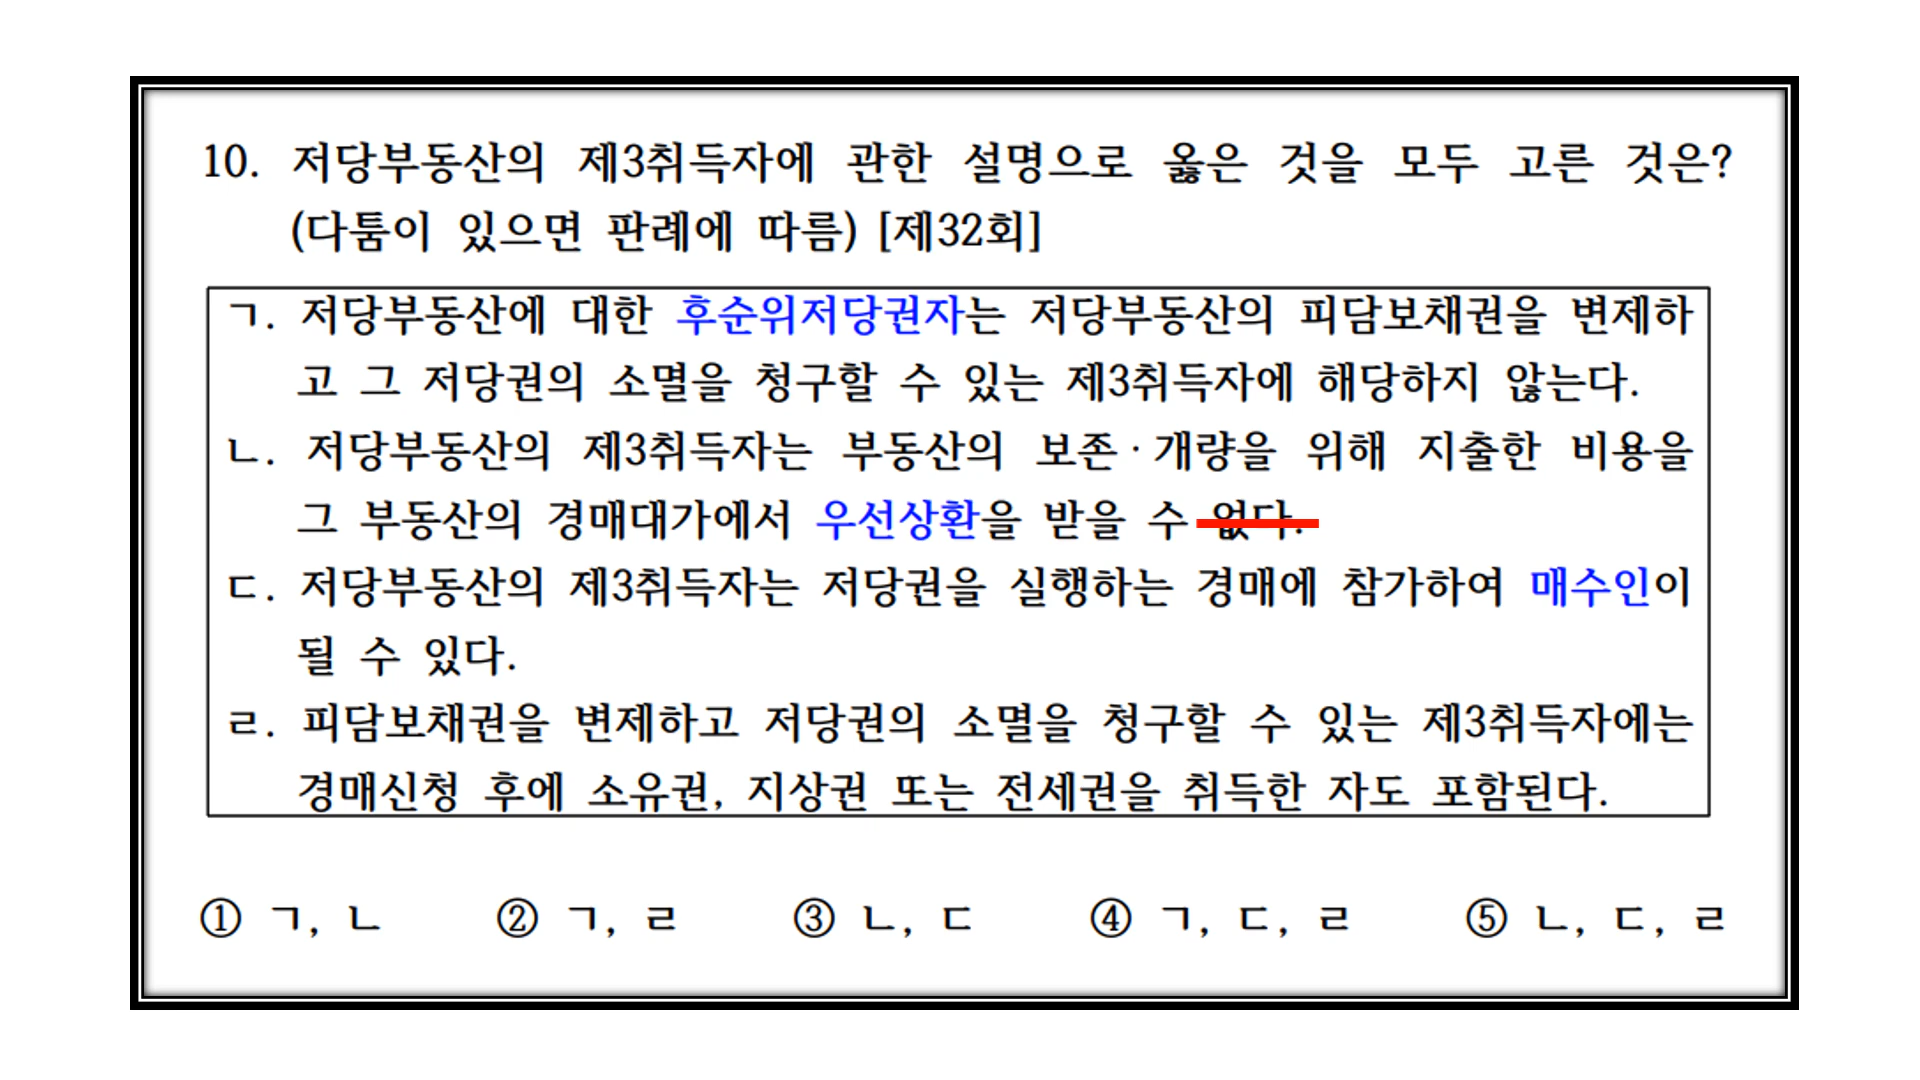 10. 저당부동산의 제3취득자에 관한 설명으로 옳은 것을 모두 고른 것은?
(다툼이 있으면 판례에 따름) [제32회]
ㄱ. 저당부동산에 대한 후순위저당권자는 저당부동산의 피담보채권을 변제하
고 그 저당권의 소멸을 청구할 수 있는 제3취득자에 해당하지 않는다.
ㄴ. 저당부동산의 제3취득자는 부동산의 보존·개량을 위해 지출한 비용을
그 부동산의 경매대가에서 우선상환을 받을 수 없다.
ㄷ. 저당부동산의 제3취득자는 저당권을 실행하는 경매에 참가하여 매수인이
될 수 있다.
ㄹ. 피담보채권을 변제하고 저당권의 소멸을 청구할 수 있는 제3취득자에는
경매신청 후에 소유권, 지상권 또는 전세권을 취득한 자도 포함된다.
① ㄱ, ㄴ ② ㄱ, ㄹ ③ ㄴ, ㄷ ④ ㄱ, ㄷ, ㄹ ⑤ ㄴ, ㄷ, ㄹ